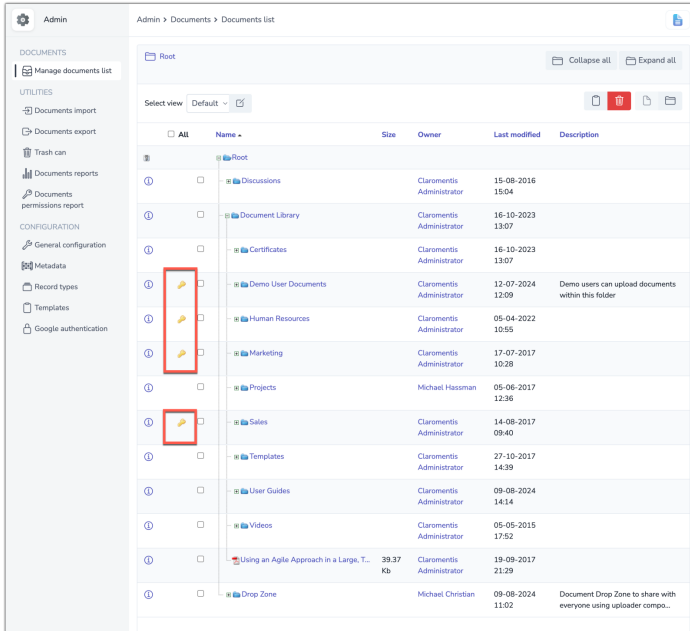 Admin
Admin > Documents > Documents list
DOCUMENTS
Manage documents list
UTILITIES
Documents import
Documents export
Trash can
Documents reports
Documents
permissions report
CONFIGURATION
General configuration
Metadata
Record types
Templates
Google authentication
Root
Collapse all
Expand all
Select view Default
All Name Size Owner Last modified Description
Root
Discussions Claromentis 15-08-2016
Administrator 15:04
Document Library Claromentis 16-10-2023
Administrator 13:07
Certificates Claromentis 16-10-2023
Administrator 13:07
Demo User Documents Claromentis 12-07-2024 Demo users can upload documents
Administrator 12:09 within this folder
Human Resources Claromentis 05-04-2022
Administrator 10:55
Marketing Claromentis 17-07-2017
Administrator 10:28
Projects Michael Hassman 05-06-2017
12:36
Sales Claromentis 14-08-2017
Administrator 09:40
Templates Claromentis 27-10-2017
Administrator 14:39
User Guides Claromentis 09-08-2024
Administrator 14:14
Videos Claromentis 05-05-2015
Administrator 17:52
Using an Agile Approach in a Large, T... 39.37 Claromentis 19-09-2017
Kb Administrator 21:29
Drop Zone Michael Christian 09-08-2024 Document Drop Zone to share with
11:02 everyone using uploader compo...